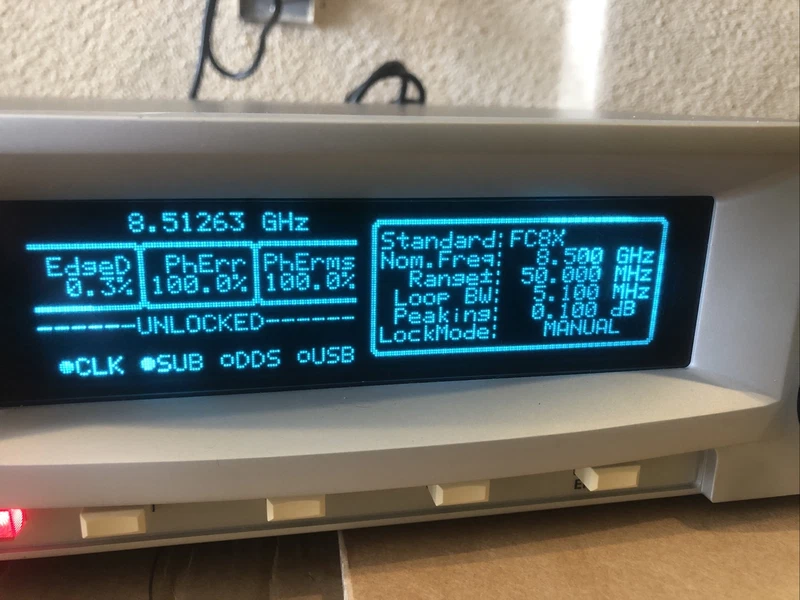 8.51263 GHz
EdgeD PhErr PhErms
0.3% 100.0% 100.0%
------UNLOCKED------
CLK SUB DDS USB
Standard: FC8X
Nom.Freq: 8.500 GHz
Range±: 50.000 MHz
Loop BW: 5.100 MHz
Peaking: 0.100 dB
LockMode: MANUAL